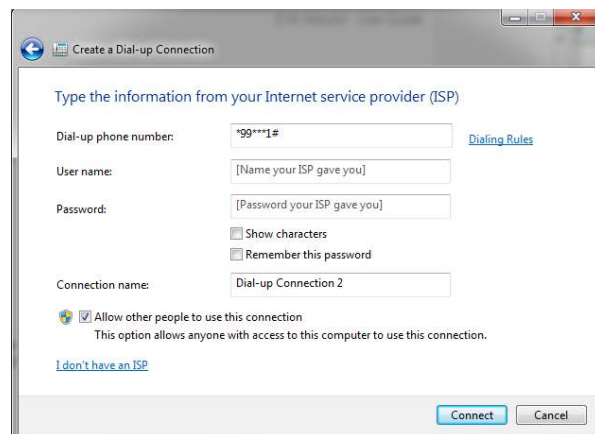 Create a Dial-up Connection
Type the information from your Internet service provider (ISP)
Dial-up phone number: *99***1# Dialing Rules
User name: [Name your ISP gave you]
Password: [Password your ISP gave you]
Show characters
Remember this password
Connection name: Dial-up Connection 2
Allow other people to use this connection
This option allows anyone with access to this computer to use this connection.
I don't have an ISP
Connect Cancel